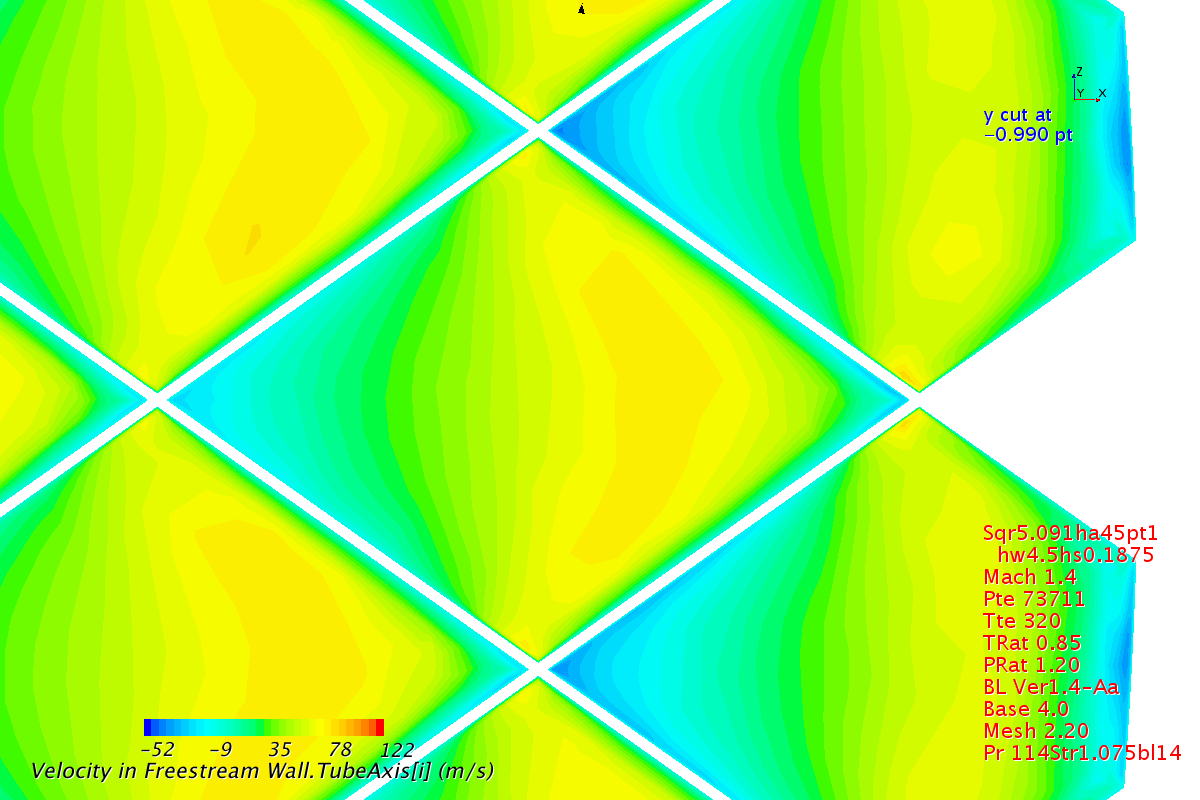 Z
Y X
y cut at
−0.990 pt
Sqr5.091ha45pt1
hw4.5hs0.1875
Mach 1.4
Pte 73711
Tte 320
TRat 0.85
PRat 1.20
BL Ver1.4−Aa
Base 4.0
Mesh 2.20
Pr 114Str1.075bl14
−52 −9 35 78 122
Velocity in Freestream Wall.TubeAxis[i] (m/s)